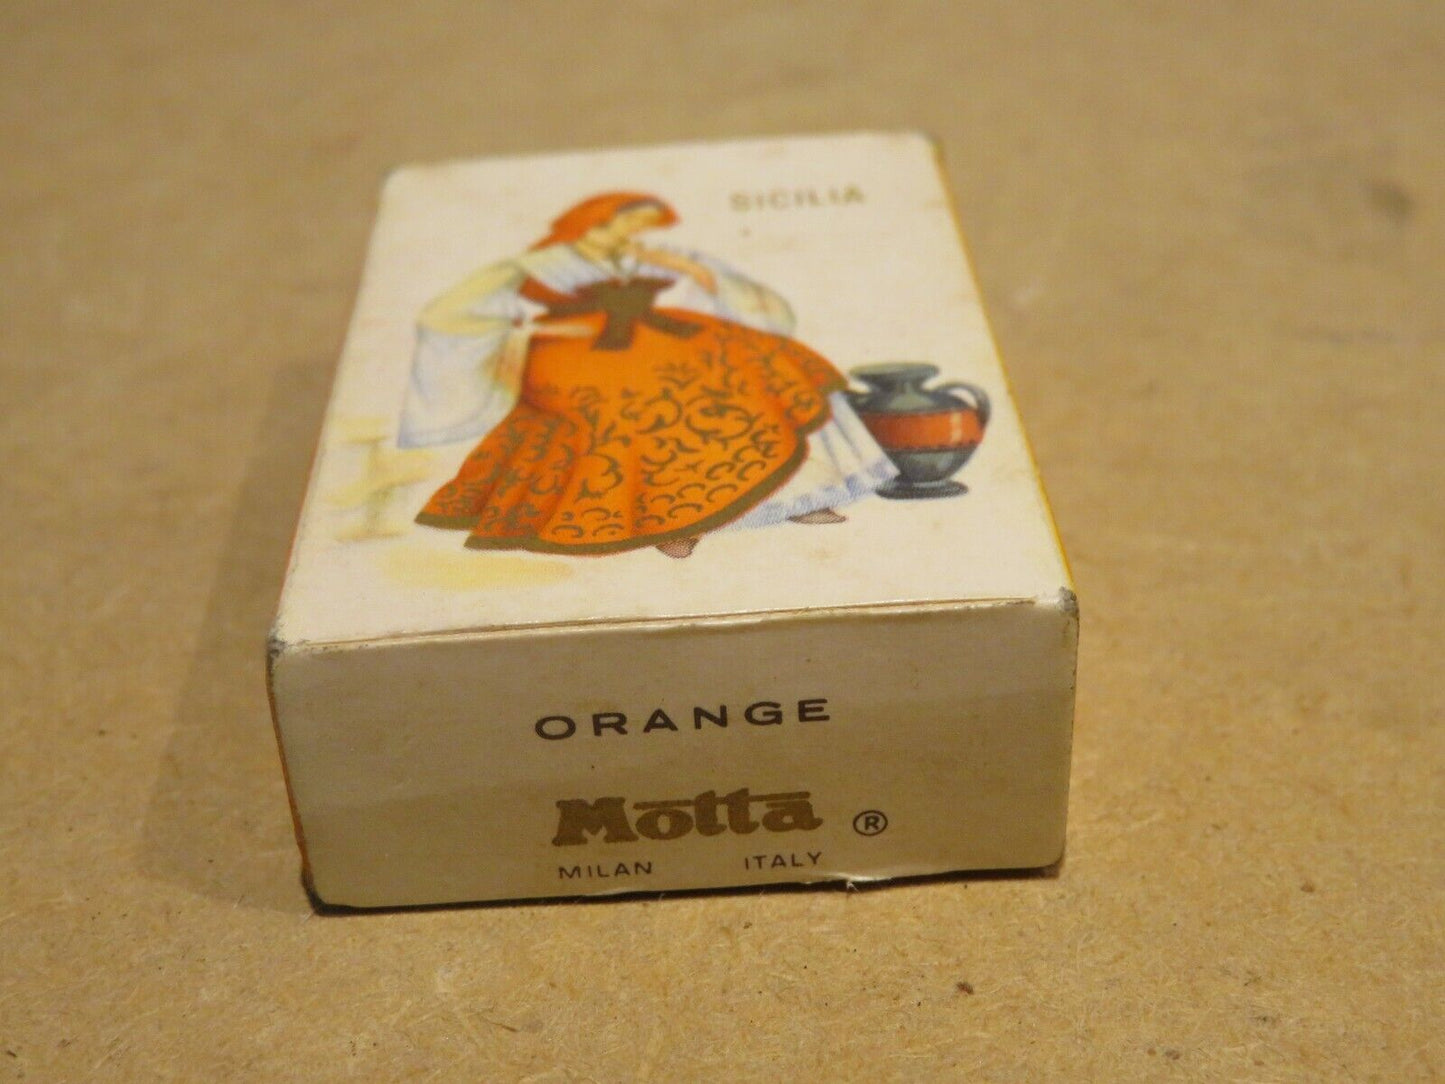 SICILIA
ORANGE
Motta ®
MILAN ITALY